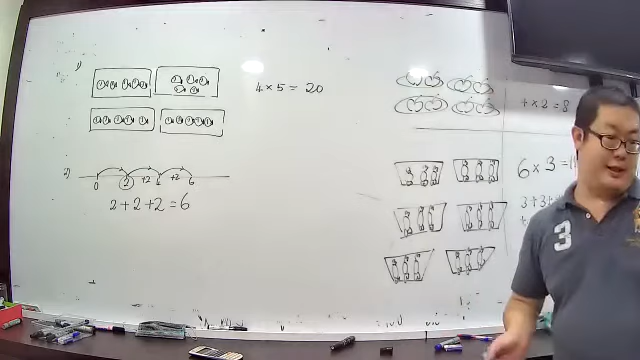 1)
4 × 5 = 20
2)
+2 +2
0 2 4 6
2 + 2 + 2 = 6
4 × 2 = 8
6 × 3 =
3 + 3 +
3